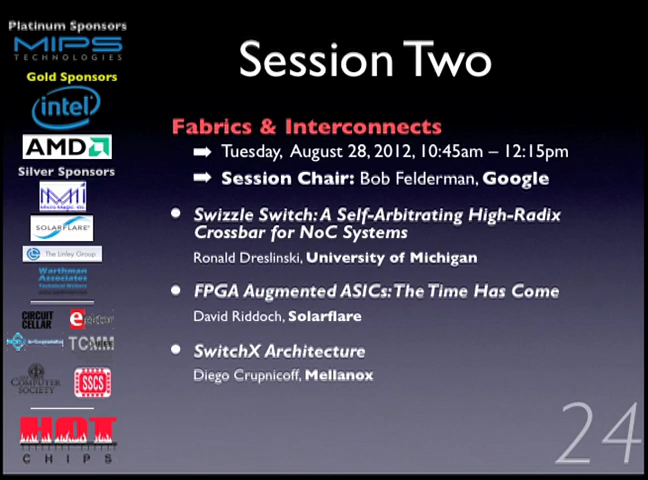 Platinum Sponsors
MIPS
TECHNOLOGIES
Gold Sponsors
intel
AMD
Silver Sponsors
SOLARFLARE
The Linley Group
Warthman
Associates
CIRCUIT
CELLAR
elektor
TCMM
COMPUTER
SOCIETY
SSCS
HOT
CHIPS
Session Two
Fabrics & Interconnects
➡ Tuesday, August 28, 2012, 10:45am – 12:15pm
➡ Session Chair: Bob Felderman, Google
• Swizzle Switch: A Self-Arbitrating High-Radix
Crossbar for NoC Systems
Ronald Dreslinski, University of Michigan
• FPGA Augmented ASICs: The Time Has Come
David Riddoch, Solarflare
• SwitchX Architecture
Diego Crupnicoff, Mellanox
24